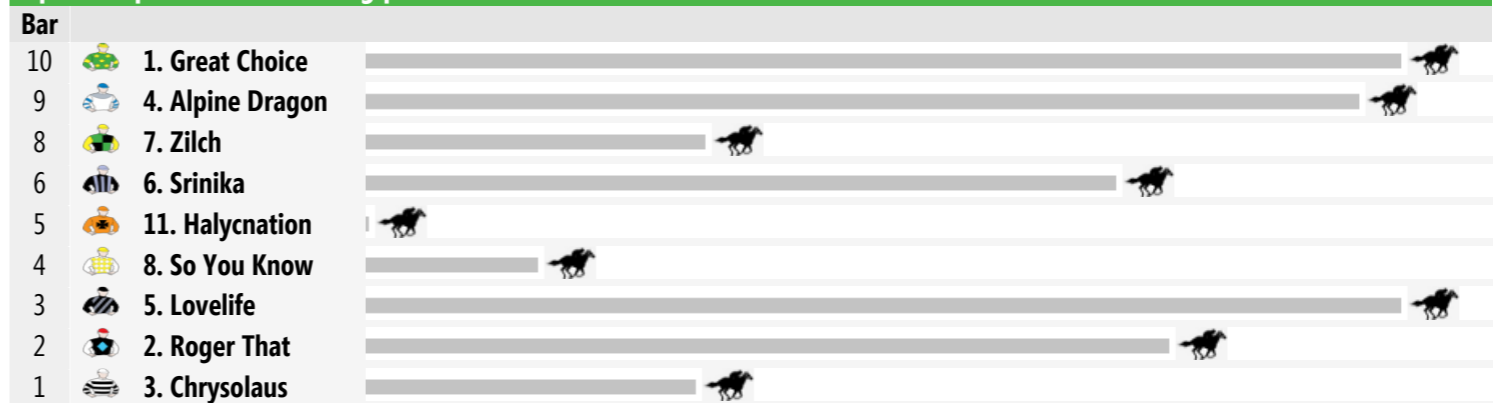 Bar
10 1. Great Choice
9 4. Alpine Dragon
8 7. Zilch
6 6. Srinika
5 11. Halycnation
4 8. So You Know
3 5. Lovelife
2 2. Roger That
1 3. Chrysolaus